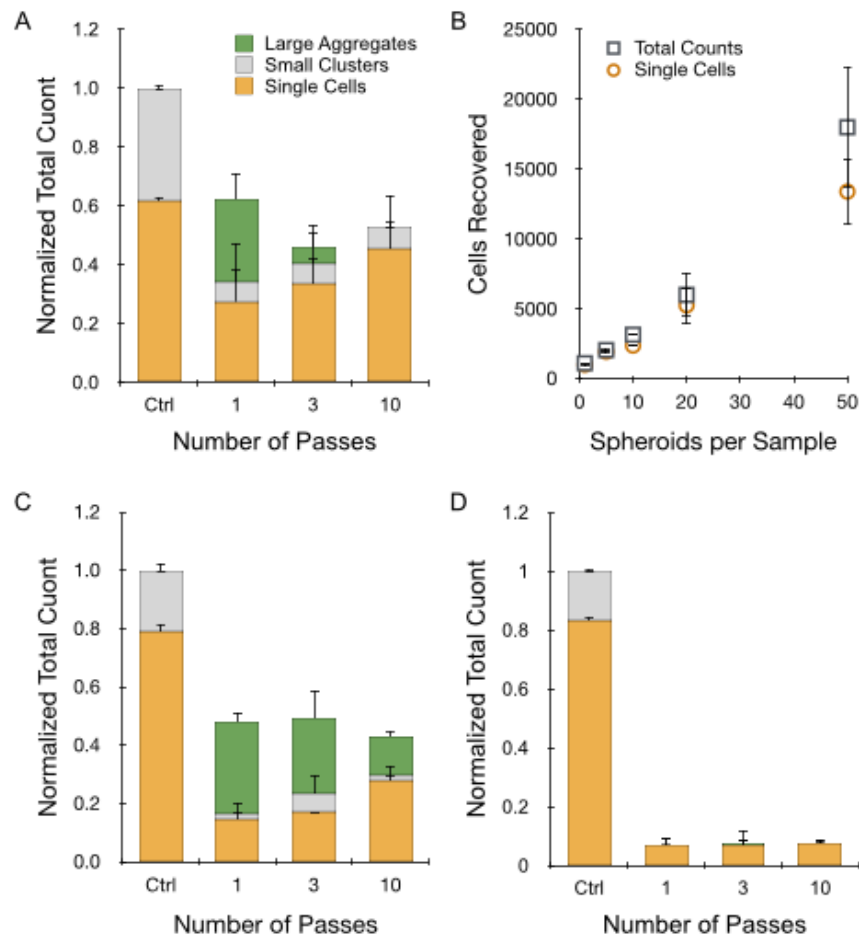 A
Large Aggregates
Small Clusters
Single Cells
1.2
1.0
0.8
0.6
0.4
0.2
0.0
Normalized Total Cuont
Ctrl 1 3 10
Number of Passes
B
Total Counts
Single Cells
25000
20000
15000
10000
5000
0
Cells Recovered
0 10 20 30 40 50
Spheroids per Sample
C
1.2
1.0
0.8
0.6
0.4
0.2
0.0
Normalized Total Cuont
Ctrl 1 3 10
Number of Passes
D
1.2
1
0.8
0.6
0.4
0.2
0
Normalized Total Cuont
Ctrl 1 3 10
Number of Passes